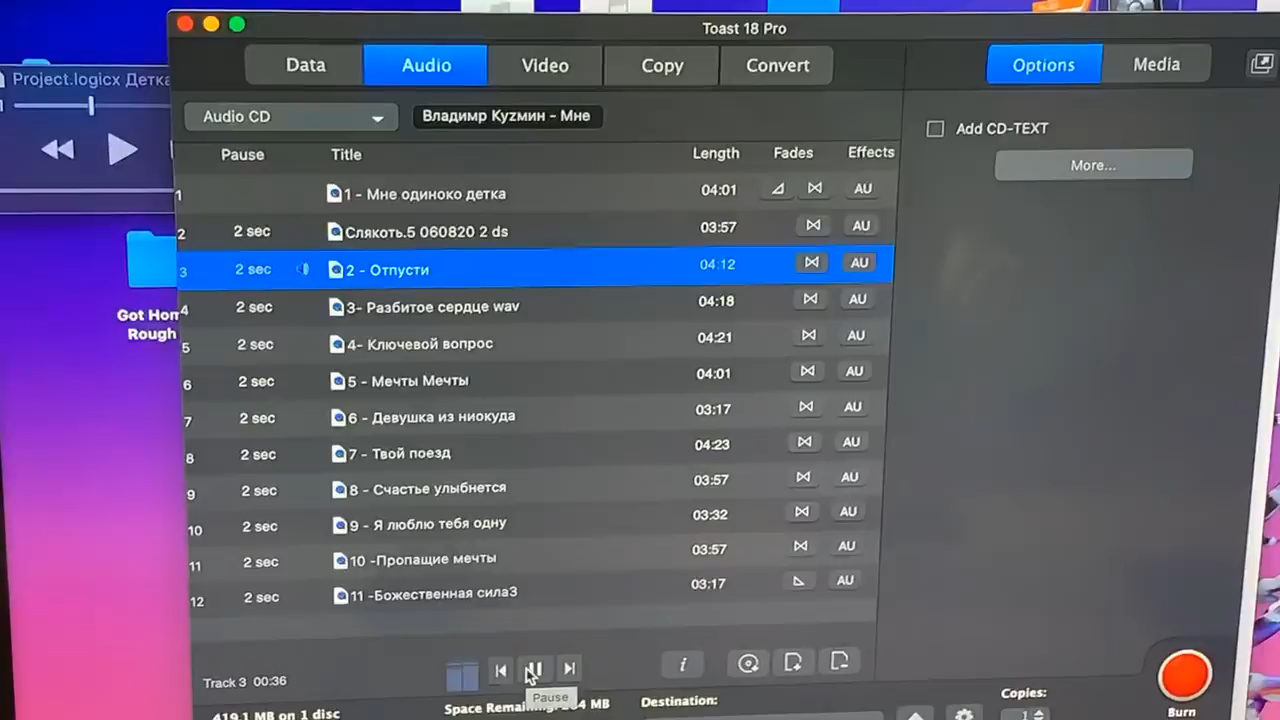 Toast 18 Pro
Project.logicx Детка
Data Audio Video Copy Convert Options Media
Audio CD Владимр Kyzмин - Мне Add CD-TEXT
More...
Pause Title Length Fades Effects
1 1 - Мне одиноко детка 04:01 AU
2 2 sec Слякоть.5 060820 2 ds 03:57 AU
3 2 sec 2 - Отпусти 04:12 AU
4 2 sec 3- Разбитое сердце wav 04:18 AU
5 2 sec 4- Ключевой вопрос 04:21 AU
6 2 sec 5 - Мечты Мечты 04:01 AU
7 2 sec 6 - Девушка из ниокуда 03:17 AU
8 2 sec 7 - Твой поезд 04:23 AU
9 2 sec 8 - Счастье улыбнется 03:57 AU
10 2 sec 9 - Я люблю тебя одну 03:32 AU
11 2 sec 10 -Пропащие мечты 03:57 AU
12 2 sec 11 -Божественная сила3 03:17 AU
Got Hom
Rough
Track 3 00:36
Pause
419.1 MB on 1 disc Space Remaining: MB Destination: Copies:
1
Burn